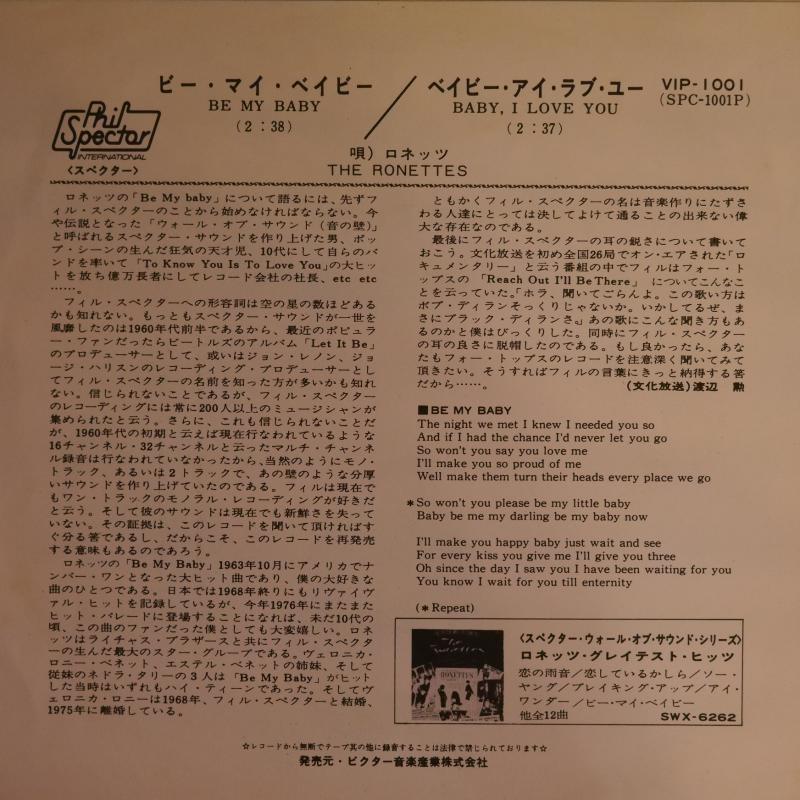 ビー・マイ・ベイビー
BE MY BABY
(2:38)
ベイビー・アイ・ラブ・ユー
BABY, I LOVE YOU
(2:37)
VIP-1001
(SPC-1001P)
Phil
Spector
INTERNATIONAL
〈スペクター〉
唄)ロネッツ
THE RONETTES
ロネッツの「Be My baby」について語るには、先ずフ
ィル・スペクターのことから始めなければならない。今
や伝説となった「ウォール・オブ・サウンド(音の壁)」
と呼ばれるスペクター・サウンドを作り上げた男、ポッ
プ・シーンの生んだ狂気の天才児、10代にして自らのバ
ンドを率いて「To Know You Is To Love You」の大ヒッ
トを放ち億万長者にしてレコード会社の社長、etc etc
……。
フィル・スペクターへの形容詞は空の星の数ほどある
かも知れない。もっともスペクター・サウンドが一世を
風靡したのは1960年代前半であるから、最近のポピュラ
ー・ファンだったらビートルズのアルバム「Let It Be」
のプロデューサーとして、或いはジョン・レノン、ジョ
ージ・ハリスンのレコーディング・プロデューサーとし
てフィル・スペクターの名前を知った方が多いかも知れ
ない。信じられないことであるが、フィル・スペクター
のレコーディングには常に200人以上のミュージシャンが
集められたと云う。さらに、これも信じられないことだ
が、1960年代の初期と云えば現在行なわれているような
16チャンネル・32チャンネルと云ったマルチ・チャンネ
ル録音は行なわれていなかったから、当然のようにモノ・
トラック、あるいは2トラックで、あの壁のような分厚
いサウンドを作り上げていたのである。フィルは現在で
もワン・トラックのモノラル・レコーディングが好きだ
と云う。そして彼のサウンドは現在でも新鮮さを失って
いない。その証拠は、このレコードを聞いて頂ければす
ぐ分る答であるし、だからこそ、このレコードを再発売
する意味もあるのであろう。
ロネッツの「Be My Baby」1963年10月にアメリカでナ
ンバー・ワンとなった大ヒット曲であり、僕の大好きな
曲のひとつである。日本では1968年終りにもリヴァイヴ
ァル・ヒットを記録しているが、今年1976年にまたまた
ヒット・パレードに登場することになれば、未だ10代の
頃、この曲のファンだった僕としても大変嬉しい。ロネ
ッツはライチャス・ブラザースと共にフィル・スペクタ
ーの生んだ最大のスター・グループである。ヴェロニカ・
ロニー・ベネット、エステル・ベネットの姉妹、そして
従妹のネドラ・タリーの3人は「Be My Baby」がヒット
した当時はいずれもハイ・ティーンであった。そしてヴ
ェロニカ・ロニーは1968年、フィル・スペクターと結婚、
1975年に離婚している。
ともかくフィル・スペクターの名は音楽作りにたずさ
わる人達にとっては決してよけて通ることの出来ない偉
大な存在なのである。
最後にフィル・スペクターの耳の鋭さについて書いて
おこう。文化放送を初め全国26局でオン・エアされた「ロ
キュメンタリー」と云う番組の中でフィルはフォー・ト
ップスの「Reach Out I'll Be There」についてこんなこ
とを云っていた。「ホラ、聞いてごらんよ。この歌い方は
ボブ・ディランそっくりじゃないか。いかしてるぜ、ま
さにブラック・ディランさ。」あの歌にこんな聞き方もあ
るのかと僕はびっくりした。同時にフィル・スペクター
の耳の良さに脱帽したのである。もし良かったら、あな
たもフォー・トップスのレコードを注意深く聞いてみて
頂きたい。そうすればフィルの言葉にきっと納得する答
だから……。
(文化放送)渡辺 勲
■BE MY BABY
The night we met I knew I needed you so
And if I had the chance I'd never let you go
So won't you say you love me
I'll make you so proud of me
Well make them turn their heads every place we go
*So won't you please be my little baby
Baby be me my darling be my baby now
I'll make you happy baby just wait and see
For every kiss you give me I'll give you three
Oh since the day I saw you I have been waiting for you
You know I wait for you till enternity
(*Repeat)
RONETTES
〈スペクター・ウォール・オブ・サウンド・シリーズ〉
ロネッツ・グレイテスト・ヒッツ
恋の雨音/恋しているかしら/ソー・
ヤング/ブレイキング・アップ/アイ・
ワンダー/ビー・マイ・ベイビー
他全12曲
SWX-6262
☆レコードから無断でテープ其の他に録音することは法律で禁じられております☆
発売元・ビクター音楽産業株式会社